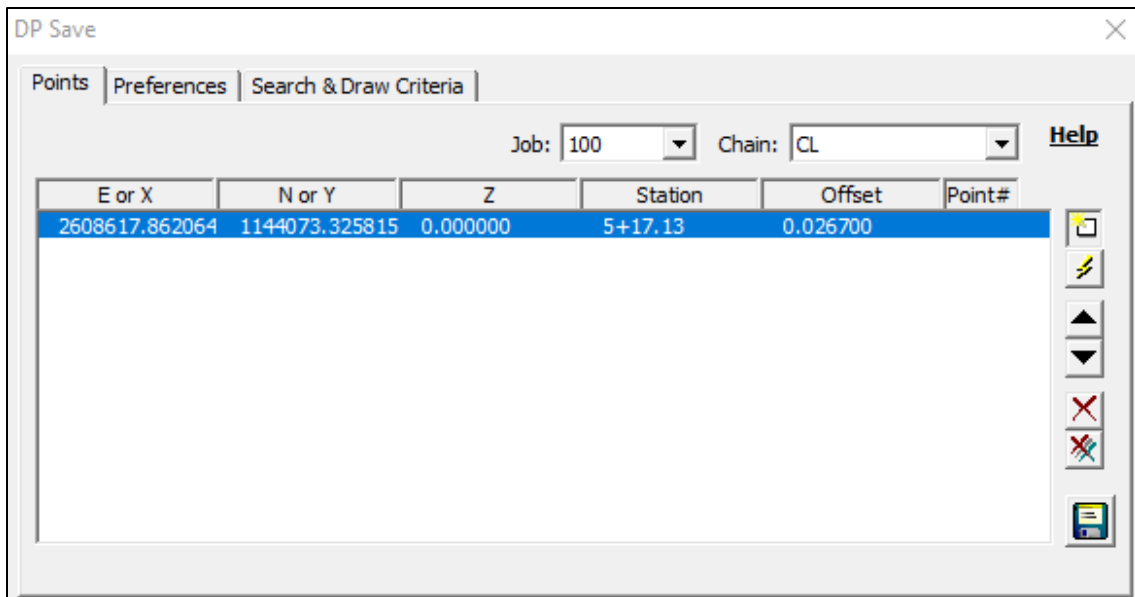 DP Save
Points Preferences Search & Draw Criteria
Job: 100 Chain: CL Help
E or X N or Y Z Station Offset Point#
2608617.862064 1144073.325815 0.000000 5+17.13 0.026700